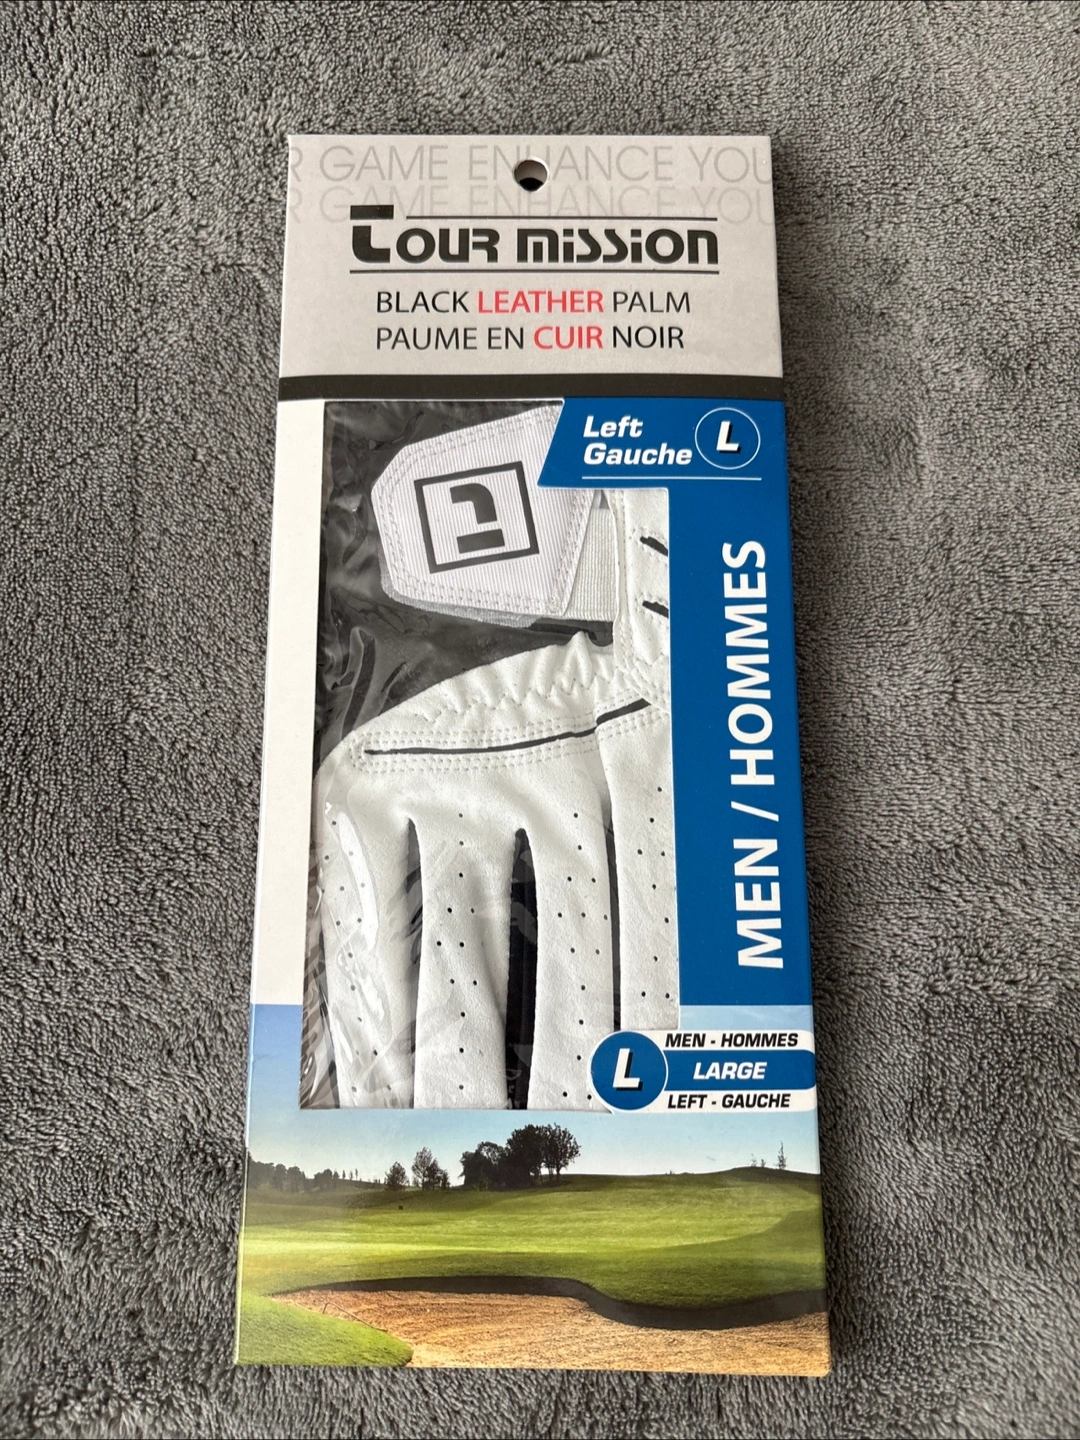 R GAME ENHANCE YOU
R GAME ENHANCE YOU
Tour mission
BLACK LEATHER PALM
PAUME EN CUIR NOIR
Left L
Gauche
MEN / HOMMES
MEN - HOMMES
L LARGE
LEFT - GAUCHE